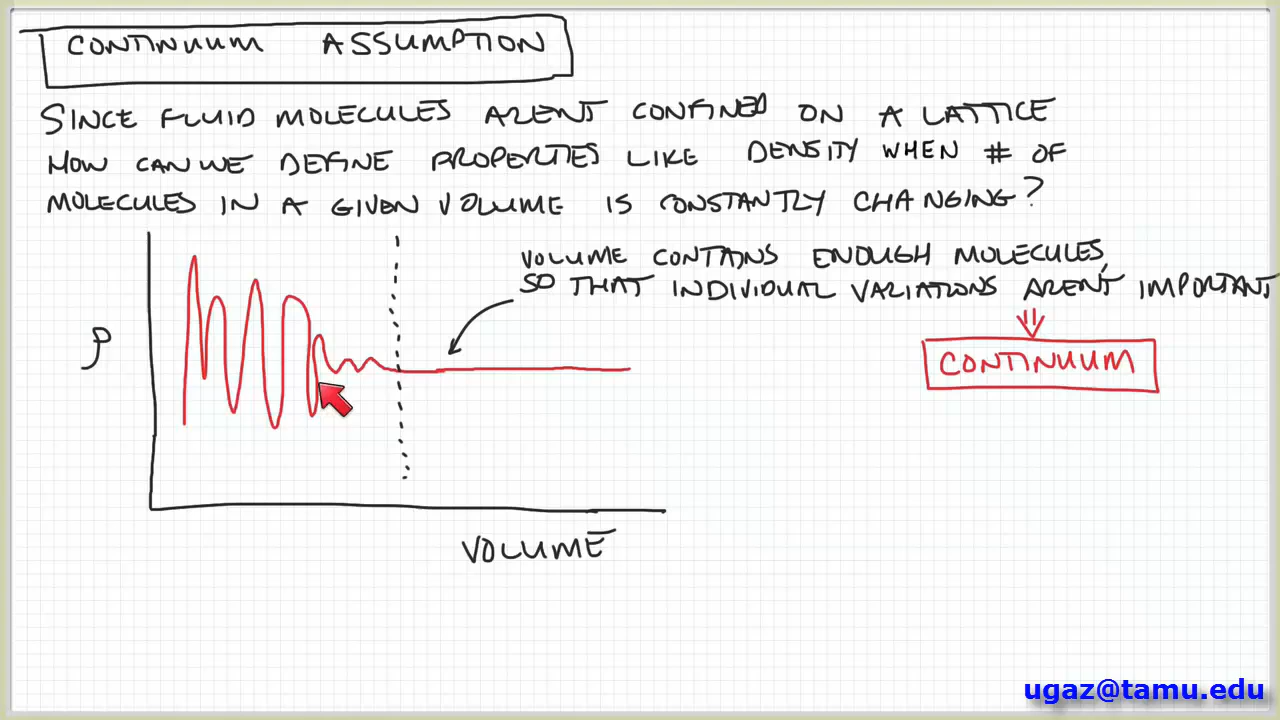 CONTINUUM ASSUMPTION
SINCE FLUID MOLECULES ARENT CONFINED ON A LATTICE
HOW CAN WE DEFINE PROPERTIES LIKE DENSITY WHEN # OF
MOLECULES IN A GIVEN VOLUME IS CONSTANTLY CHANGING?
VOLUME CONTAINS ENOUGH MOLECULES,
SO THAT INDIVIDUAL VARIATIONS AREN'T IMPORTANT
CONTINUUM
ρ
VOLUME
ugaz@tamu.edu